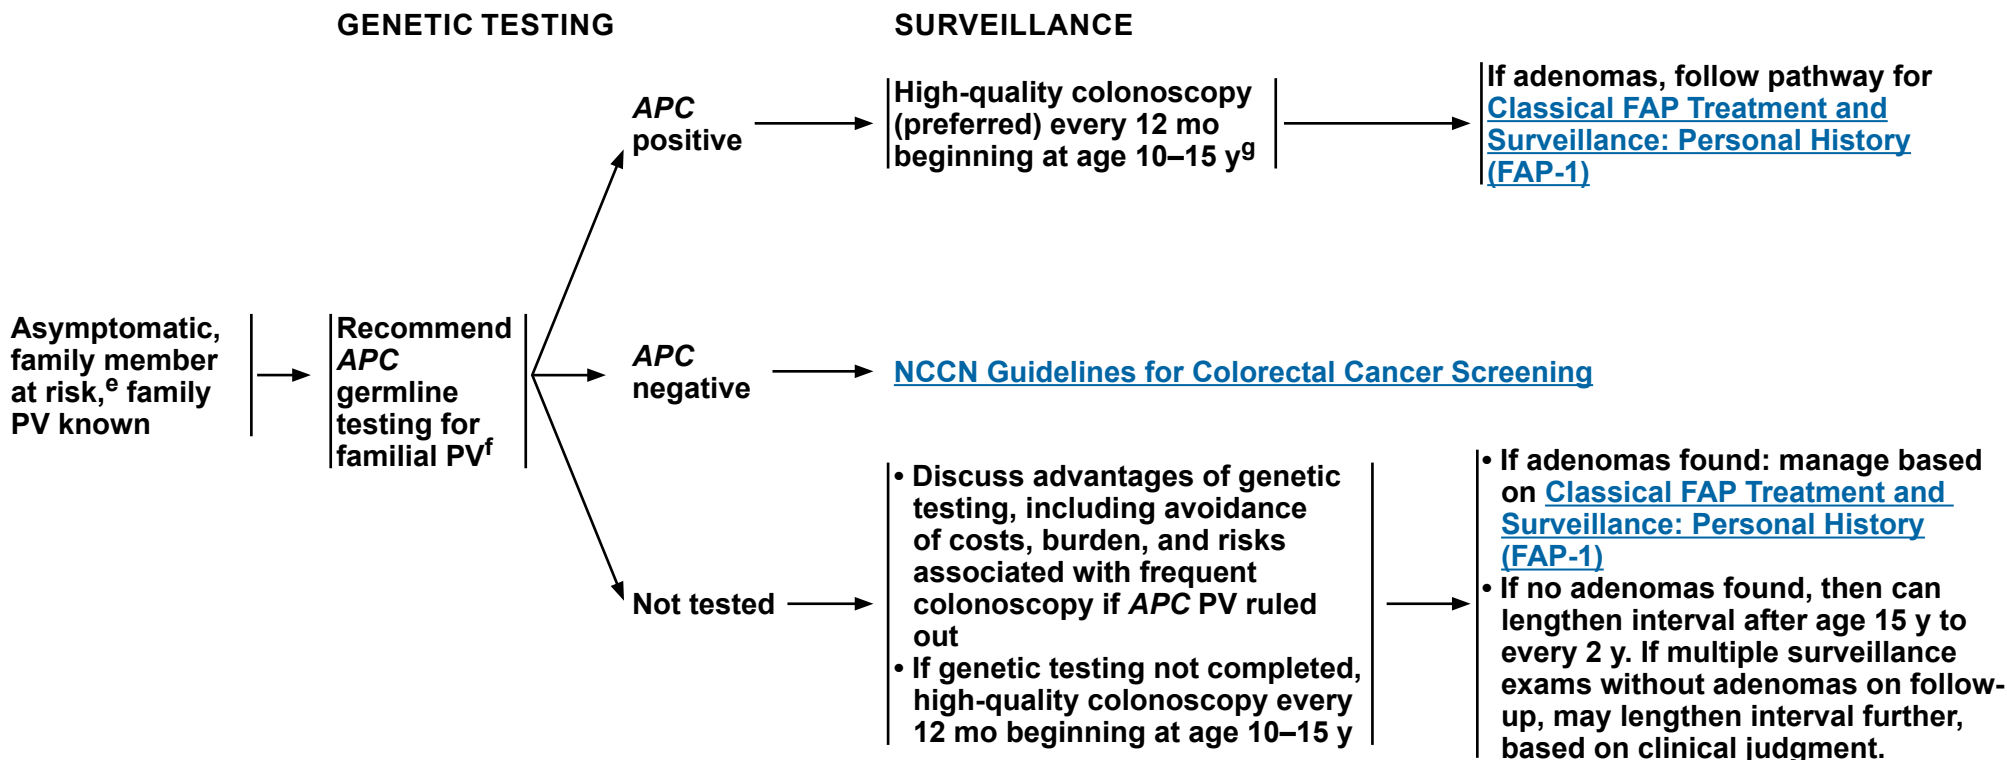 GENETIC TESTING
SURVEILLANCE
Asymptomatic,
family member
at risk,e family
PV known
Recommend
APC
germline
testing for
familial PVf
APC
positive
High-quality colonoscopy
(preferred) every 12 mo
beginning at age 10–15 yg
If adenomas, follow pathway for
Classical FAP Treatment and
Surveillance: Personal History
(FAP-1)
APC
negative
NCCN Guidelines for Colorectal Cancer Screening
Not tested
• Discuss advantages of genetic
testing, including avoidance
of costs, burden, and risks
associated with frequent
colonoscopy if APC PV ruled
out
• If genetic testing not completed,
high-quality colonoscopy every
12 mo beginning at age 10–15 y
• If adenomas found: manage based
on Classical FAP Treatment and
Surveillance: Personal History
(FAP-1)
• If no adenomas found, then can
lengthen interval after age 15 y to
every 2 y. If multiple surveillance
exams without adenomas on follow-
up, may lengthen interval further,
based on clinical judgment.